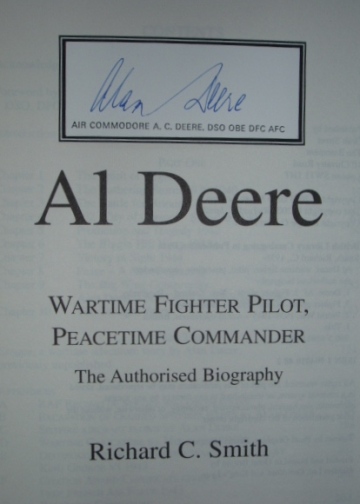 Alan Deere
AIR COMMODORE A. C. DEERE, DSO OBE DFC AFC
Al Deere
WARTIME FIGHTER PILOT,
PEACETIME COMMANDER
The Authorised Biography
Richard C. Smith